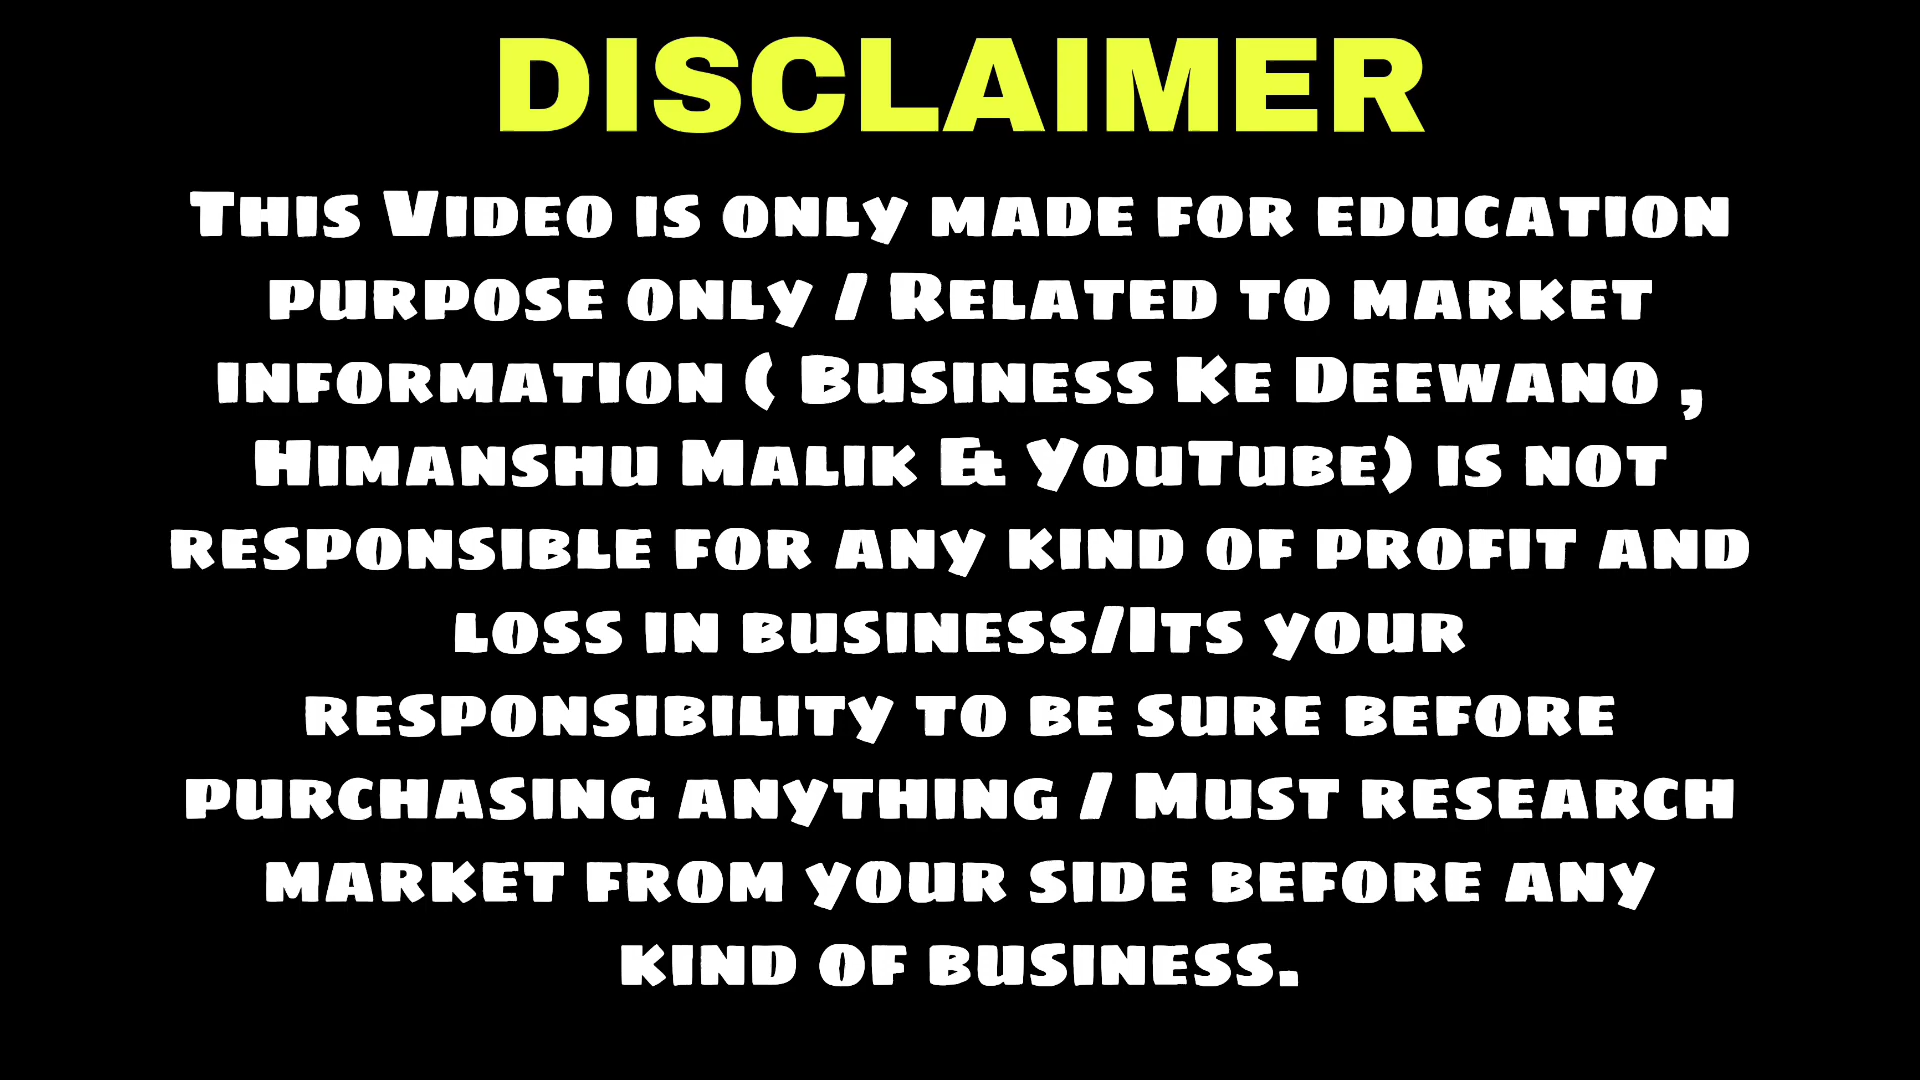 DISCLAIMER
This Video is only made for education
purpose only / Related to market
information ( Business Ke Deewano ,
Himanshu Malik & YouTube) is not
responsible for any kind of profit and
loss in business/Its your
responsibility to be sure before
purchasing anything / Must research
market from your side before any
kind of business.